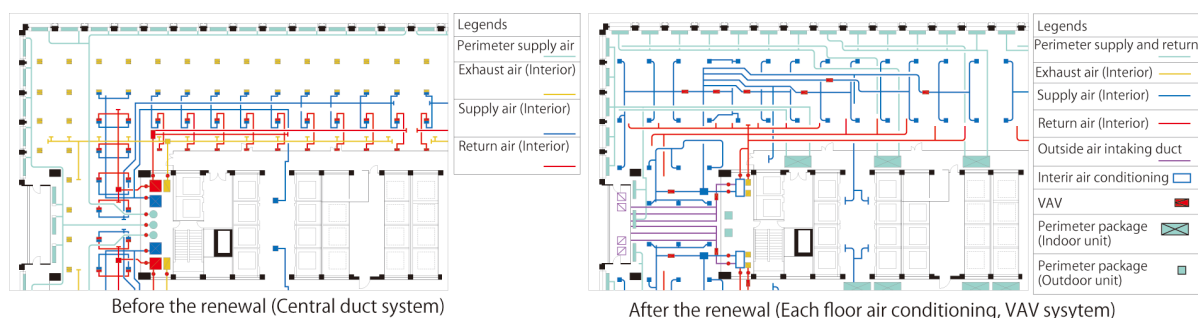 Legends
Perimeter supply air
Exhaust air (Interior)
Supply air (Interior)
Return air (Interior)
Before the renewal (Central duct system)
Legends
Perimeter supply and return
Exhaust air (Interior)
Supply air (Interior)
Return air (Interior)
Outside air intaking duct
Interir air conditioning
VAV
Perimeter package
(Indoor unit)
Perimeter package
(Outdoor unit)
After the renewal (Each floor air conditioning, VAV sysytem)